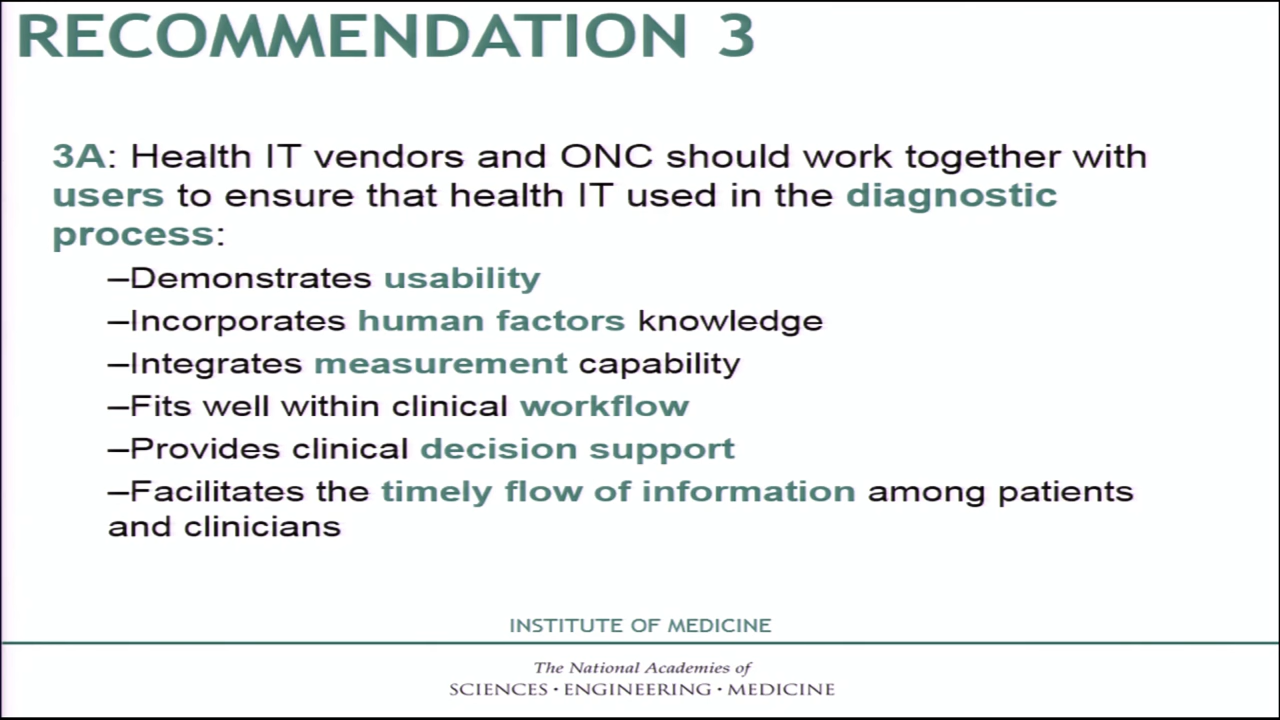 RECOMMENDATION 3
3A: Health IT vendors and ONC should work together with
users to ensure that health IT used in the diagnostic
process:
–Demonstrates usability
–Incorporates human factors knowledge
–Integrates measurement capability
–Fits well within clinical workflow
–Provides clinical decision support
–Facilitates the timely flow of information among patients
and clinicians
INSTITUTE OF MEDICINE
The National Academies of
SCIENCES · ENGINEERING · MEDICINE